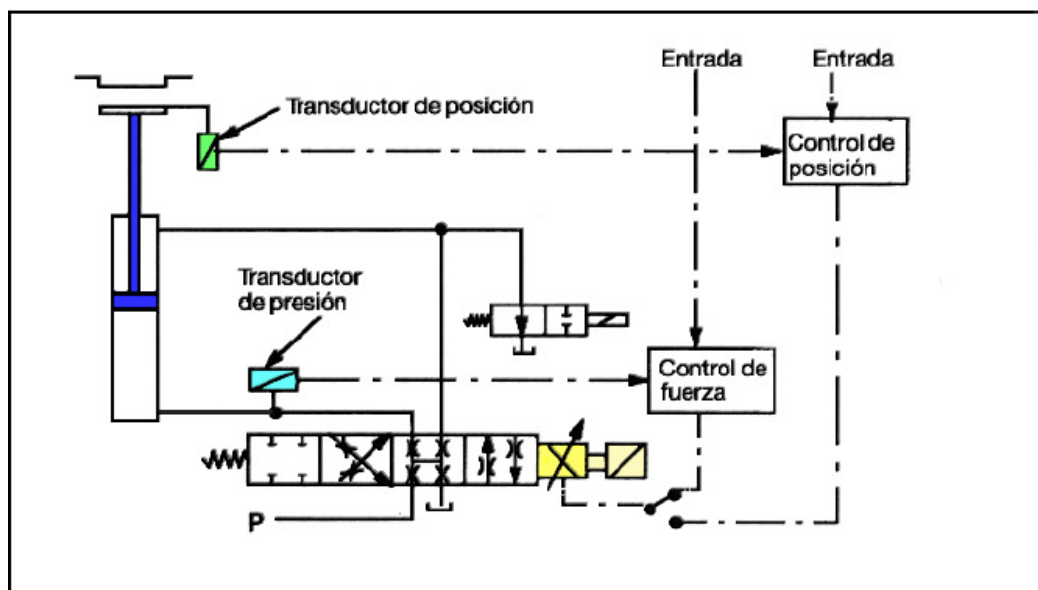 Entrada
Entrada
Transductor de posición
Control de
posición
Transductor
de presión
Control de
fuerza
P